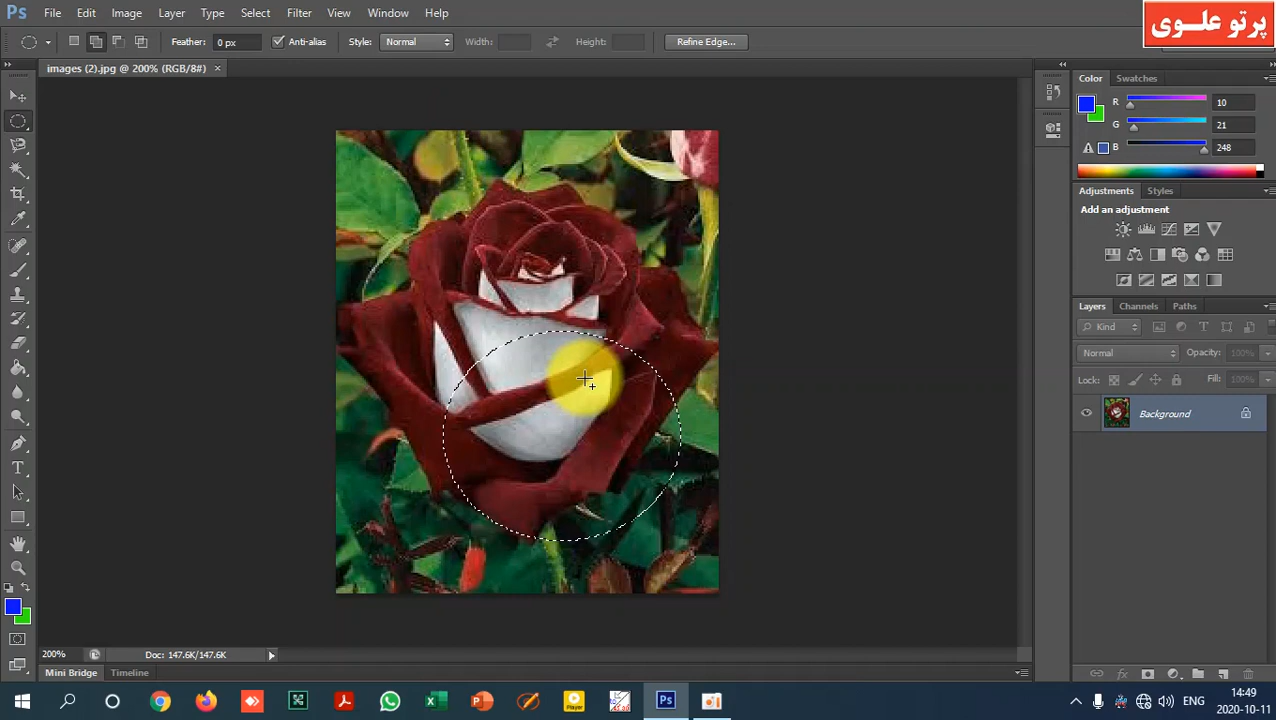 Ps File Edit Image Layer Type Select Filter View Window Help
پرتو علـــوی
Feather: 0 px Anti-alias Style: Normal Width: Height: Refine Edge...
images (2).jpg @ 200% (RGB/8#) ×
Color Swatches
R 10
G 21
B 248
Adjustments Styles
Add an adjustment
Layers Channels Paths
Kind
Normal Opacity: 100%
Lock: Fill: 100%
Background
200% Doc: 147.6K/147.6K
Mini Bridge Timeline
ENG
14:49
2020-10-11